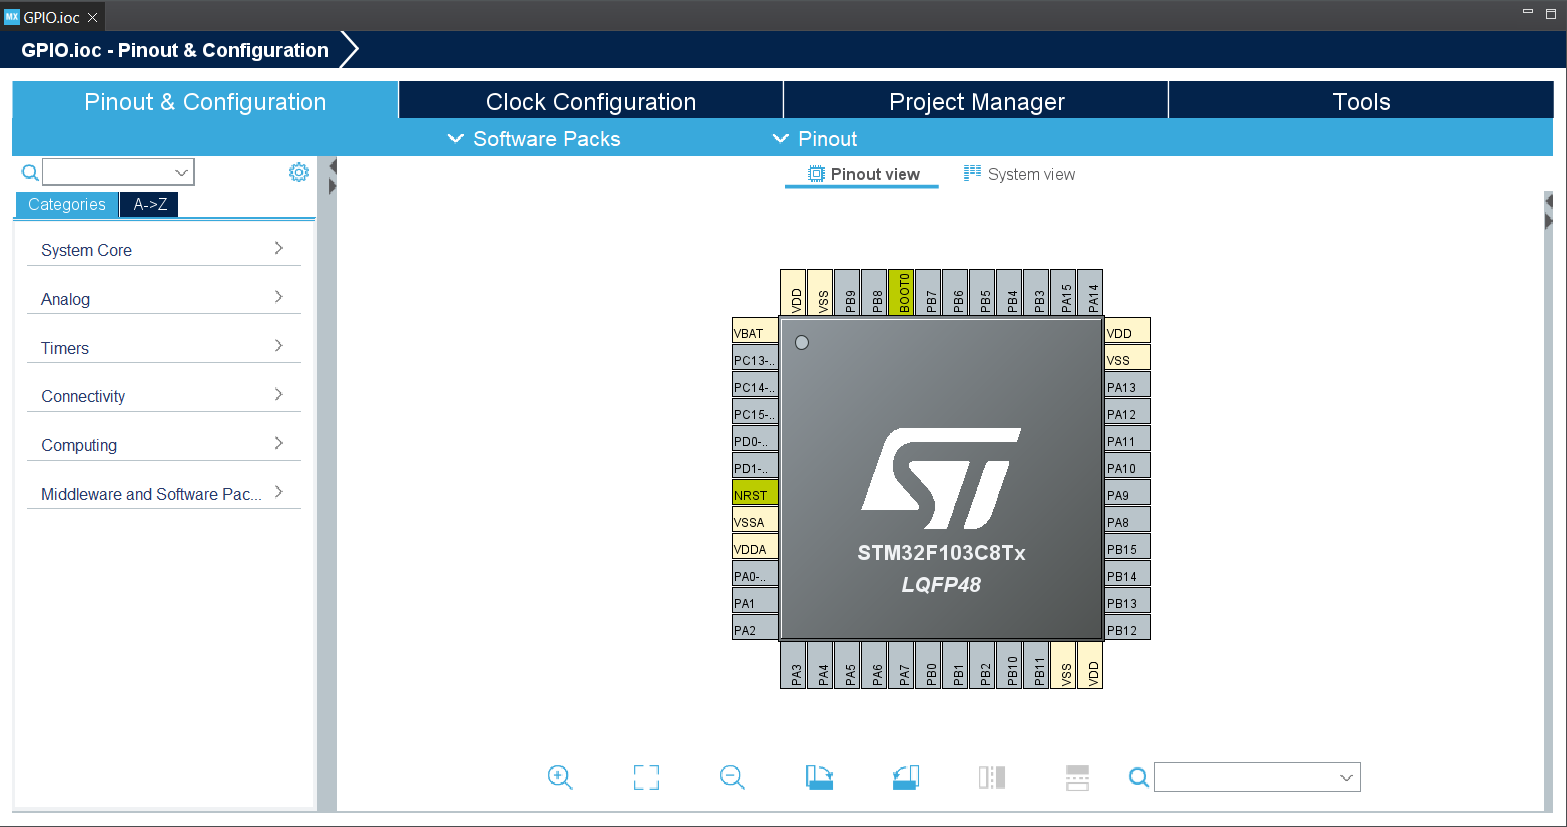 MX GPIO.ioc
GPIO.ioc - Pinout & Configuration
Pinout & Configuration
Clock Configuration
Project Manager
Tools
Software Packs
Pinout
Categories
A->Z
System Core
Analog
Timers
Connectivity
Computing
Middleware and Software Pac...
Pinout view
System view
VDD
VSS
PB9
PB8
BOOT0
PB7
PB6
PB5
PB4
PB3
PA15
PA14
VBAT
PC13-..
PC14-..
PC15-..
PD0-..
PD1-..
NRST
VSSA
VDDA
PA0-..
PA1
PA2
ST
STM32F103C8Tx
LQFP48
VDD
VSS
PA13
PA12
PA11
PA10
PA9
PA8
PB15
PB14
PB13
PB12
PA3
PA4
PA5
PA6
PA7
PB0
PB1
PB2
PB10
PB11
VSS
VDD